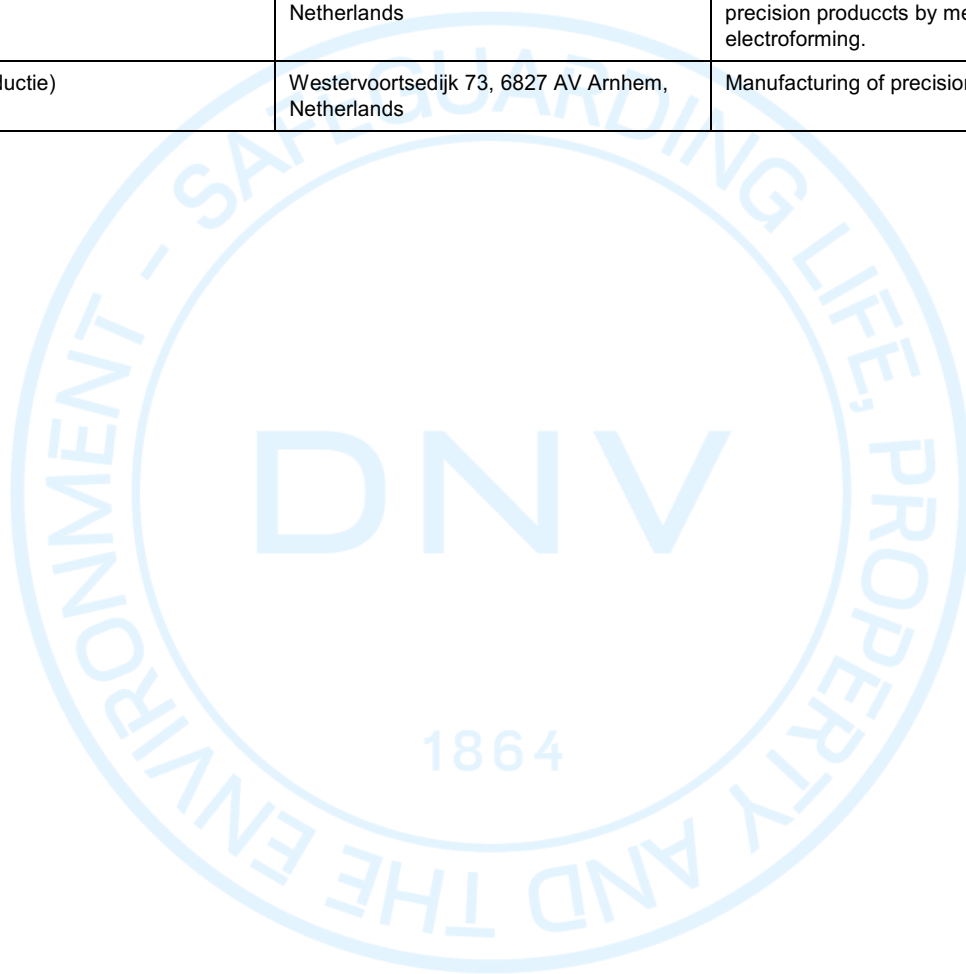 Netherlands
precision produccts by me
electroforming.
ductie)
Westervoortsedijk 73, 6827 AV Arnhem,
Netherlands
Manufacturing of precision
SAFEGUARDING LIFE, PROPERTY AND THE ENVIRONMENT -
DNV
1864